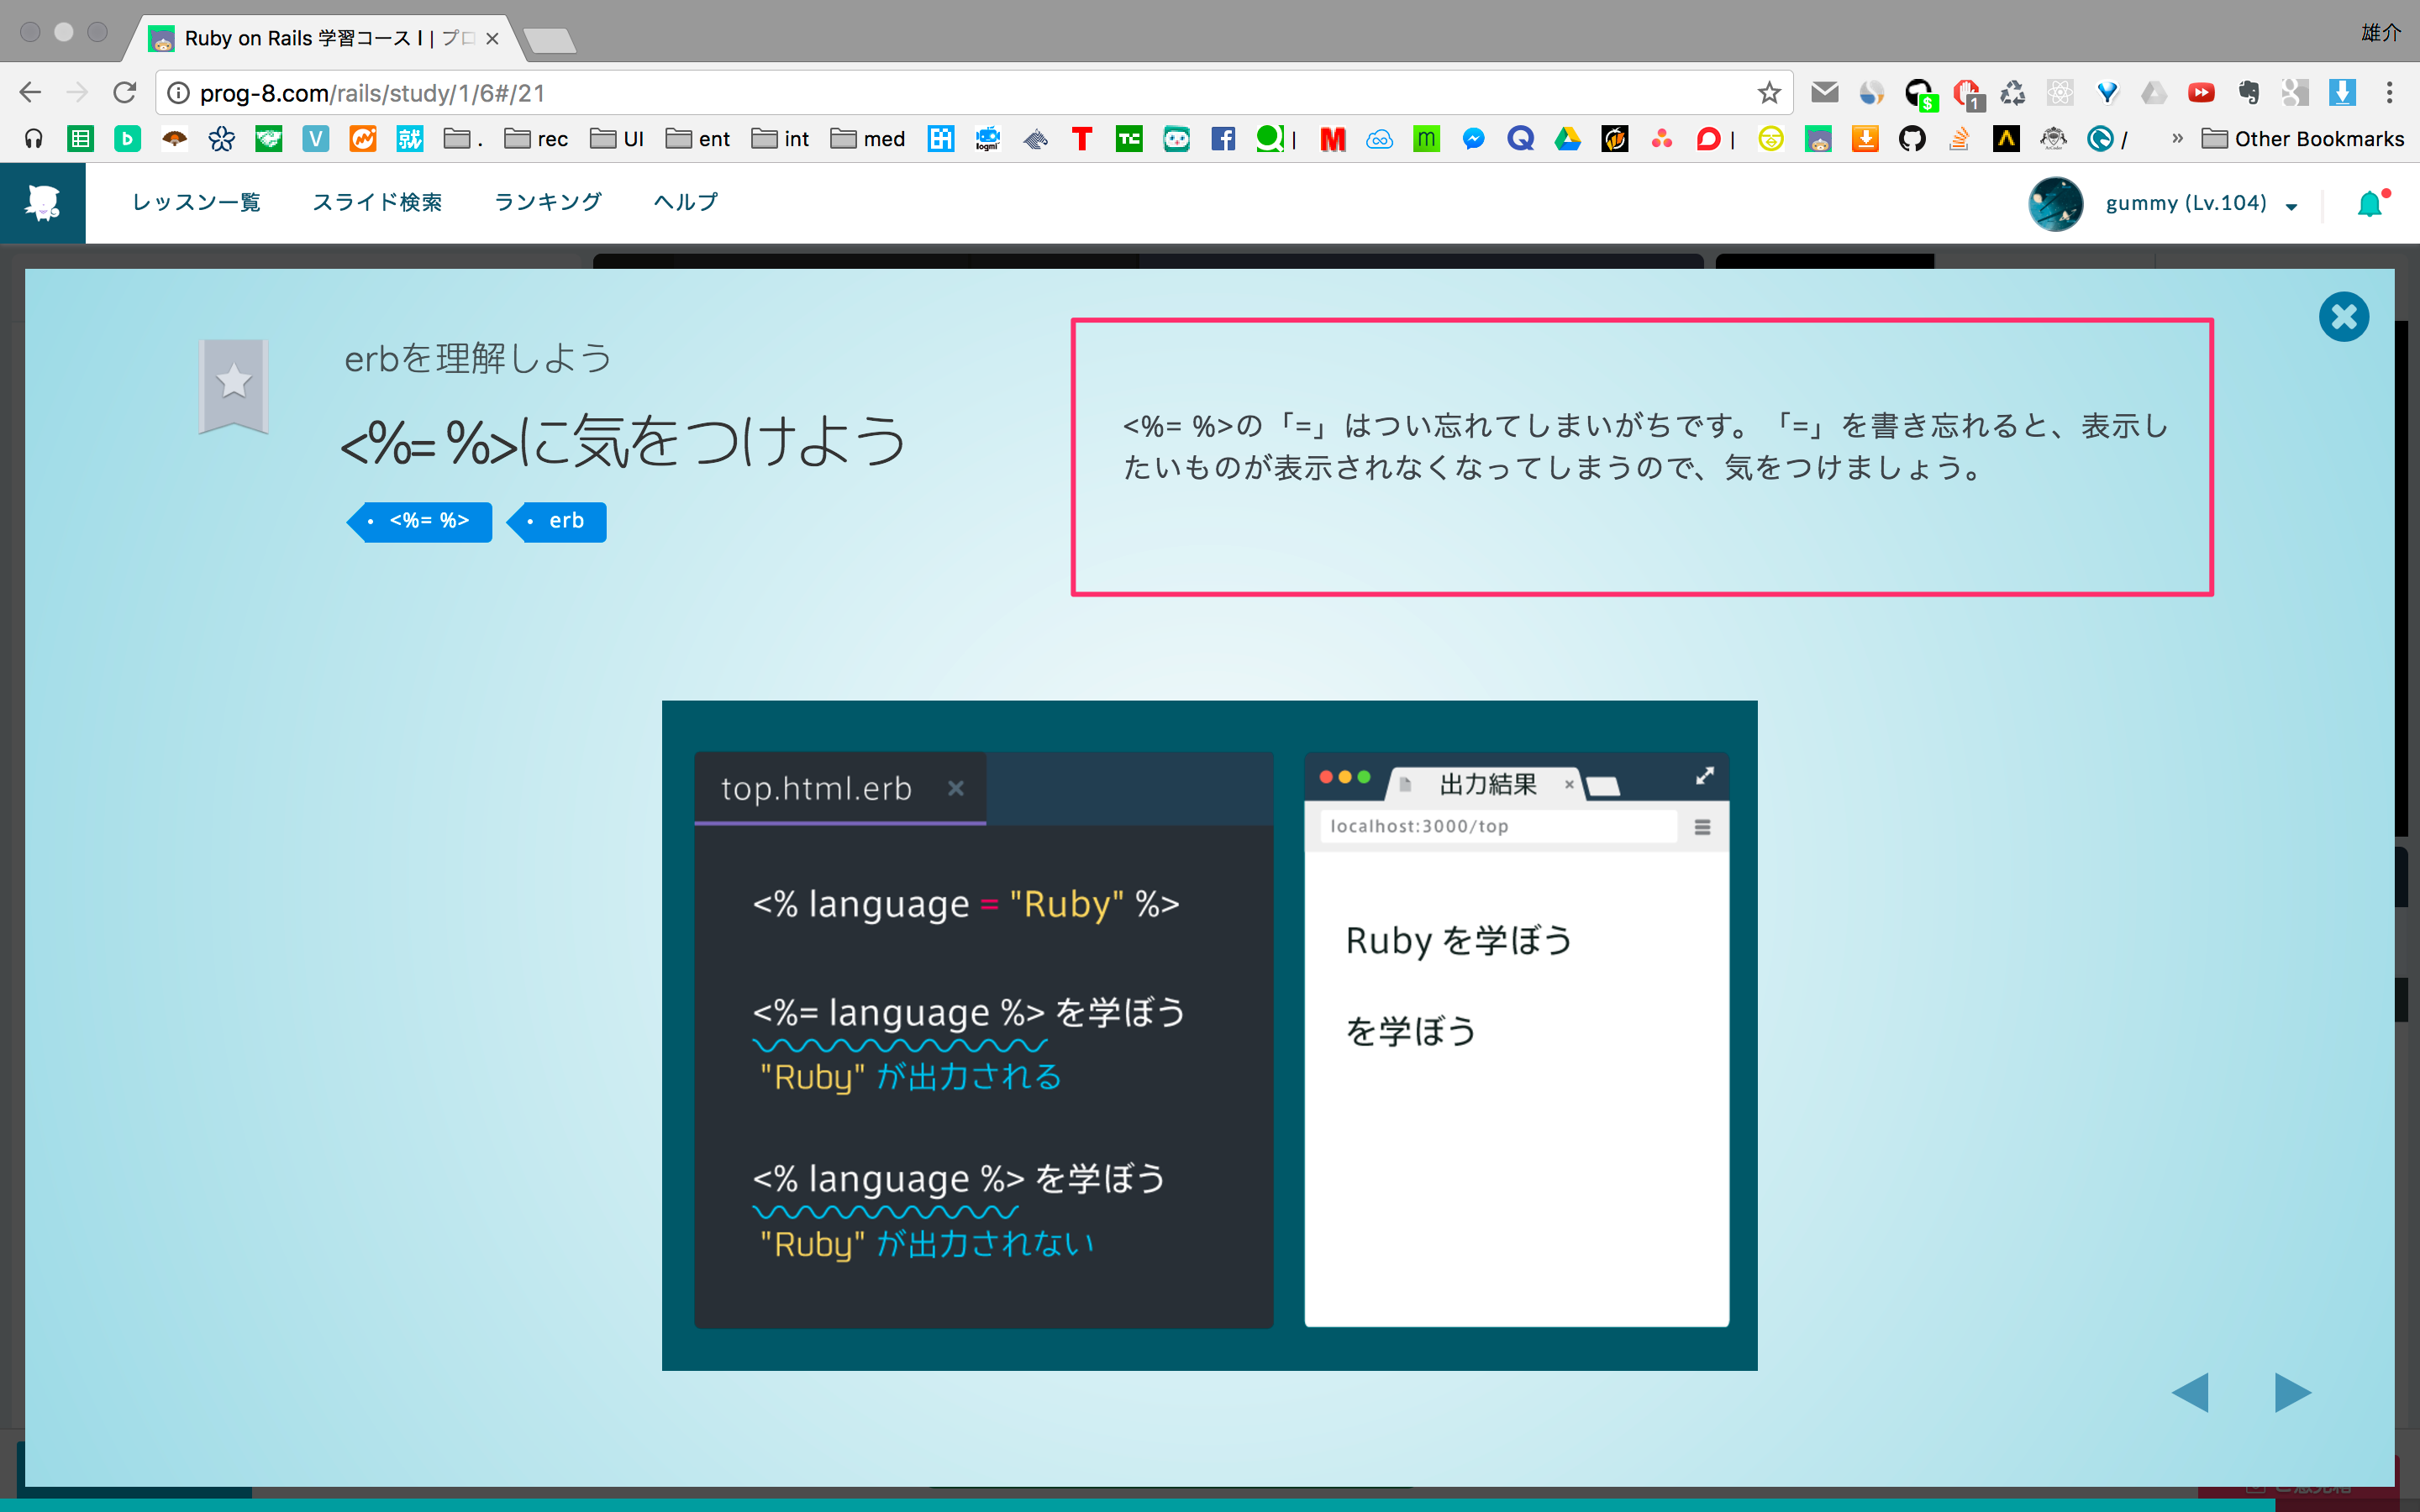 Ruby on Rails 学習コース I | プロ
雄介
prog-8.com/rails/study/1/6#/21
$
1
. rec UI ent int med logmi T TC M m / » Other Bookmarks
レッスン一覧 スライド検索 ランキング ヘルプ gummy (Lv.104)
erbを理解しよう
<%= %>に気をつけよう
<%= %> erb
<%= %>の「=」はつい忘れてしまいがちです。「=」を書き忘れると、表示し
たいものが表示されなくなってしまうので、気をつけましょう。
top.html.erb
<% language = "Ruby" %>
<%= language %> を学ぼう
"Ruby" が出力される
<% language %> を学ぼう
"Ruby" が出力されない
出力結果
localhost:3000/top
Ruby を学ぼう
を学ぼう